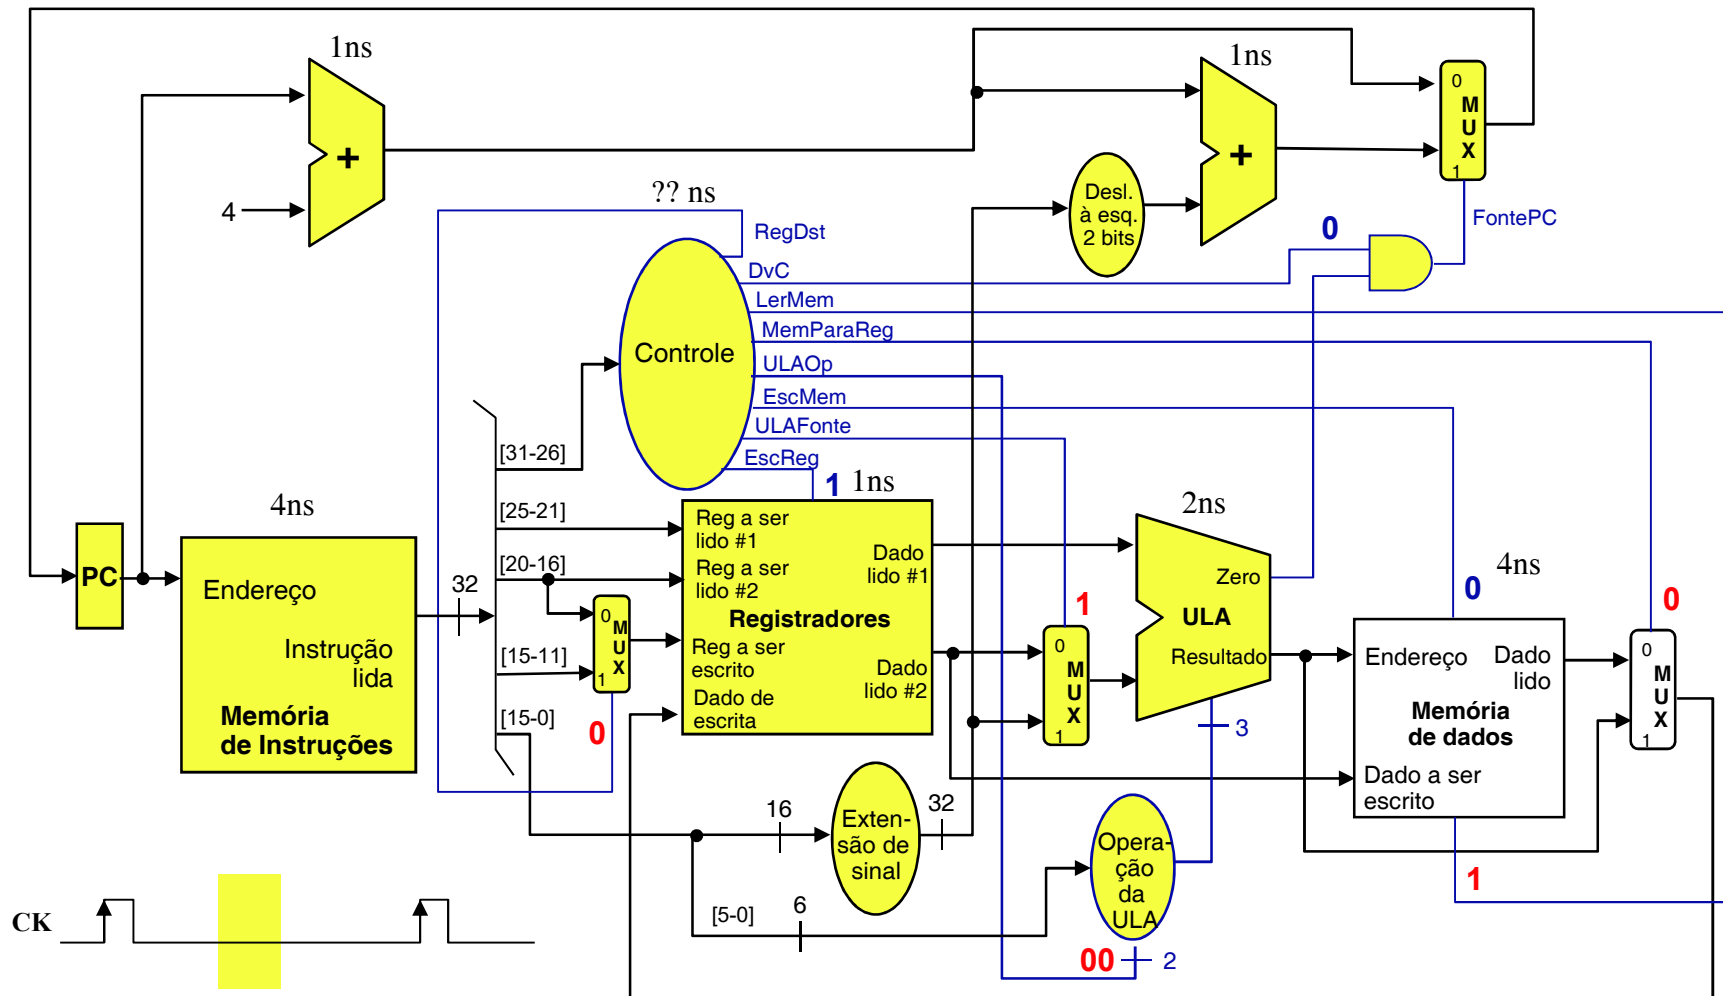 1ns
1ns
0
M
U
X
1
+
+
4
?? ns
Desl.
à esq.
2 bits
FontePC
0
RegDst
DvC
LerMem
MemParaReg
ULAOp
EscMem
ULAFonte
EscReg
Controle
[31-26]
1
1ns
4ns
[25-21]
[20-16]
[15-11]
[15-0]
PC
Endereço
Instrução
lida
Memória
de Instruções
32
0
M
U
X
1
0
Reg a ser
lido #1
Reg a ser
lido #2
Registradores
Reg a ser
escrito
Dado de
escrita
Dado
lido #1
Dado
lido #2
1
0
M
U
X
1
2ns
Zero
ULA
Resultado
3
4ns
0
0
Endereço
Dado
lido
Memória
de dados
Dado a ser
escrito
0
M
U
X
1
1
16
Exten-
são de
sinal
32
Opera-
ção
da
ULA
[5-0]
6
00
2
CK